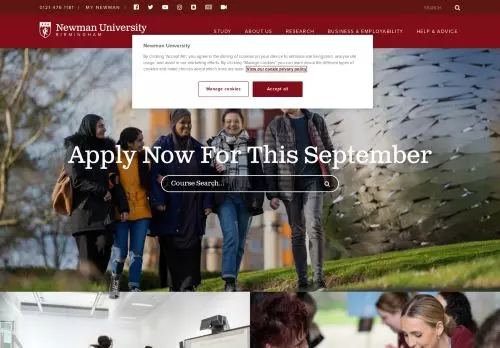 0121 476 1181 | MY NEWMAN |
SEARCH
Newman University
BIRMINGHAM
STUDY ABOUT US RESEARCH BUSINESS & EMPLOYABILITY HELP & ADVICE
Newman University
By clicking "Accept All", you agree to the storing of cookies on your device to enhance site navigation, analyse site
usage, and assist in our marketing efforts. By clicking "Manage cookies" you can learn about the different types of
cookies and make choices about which ones we store. View our cookie privacy policy
Manage cookies
Accept all
Apply Now For This September
Course Search...